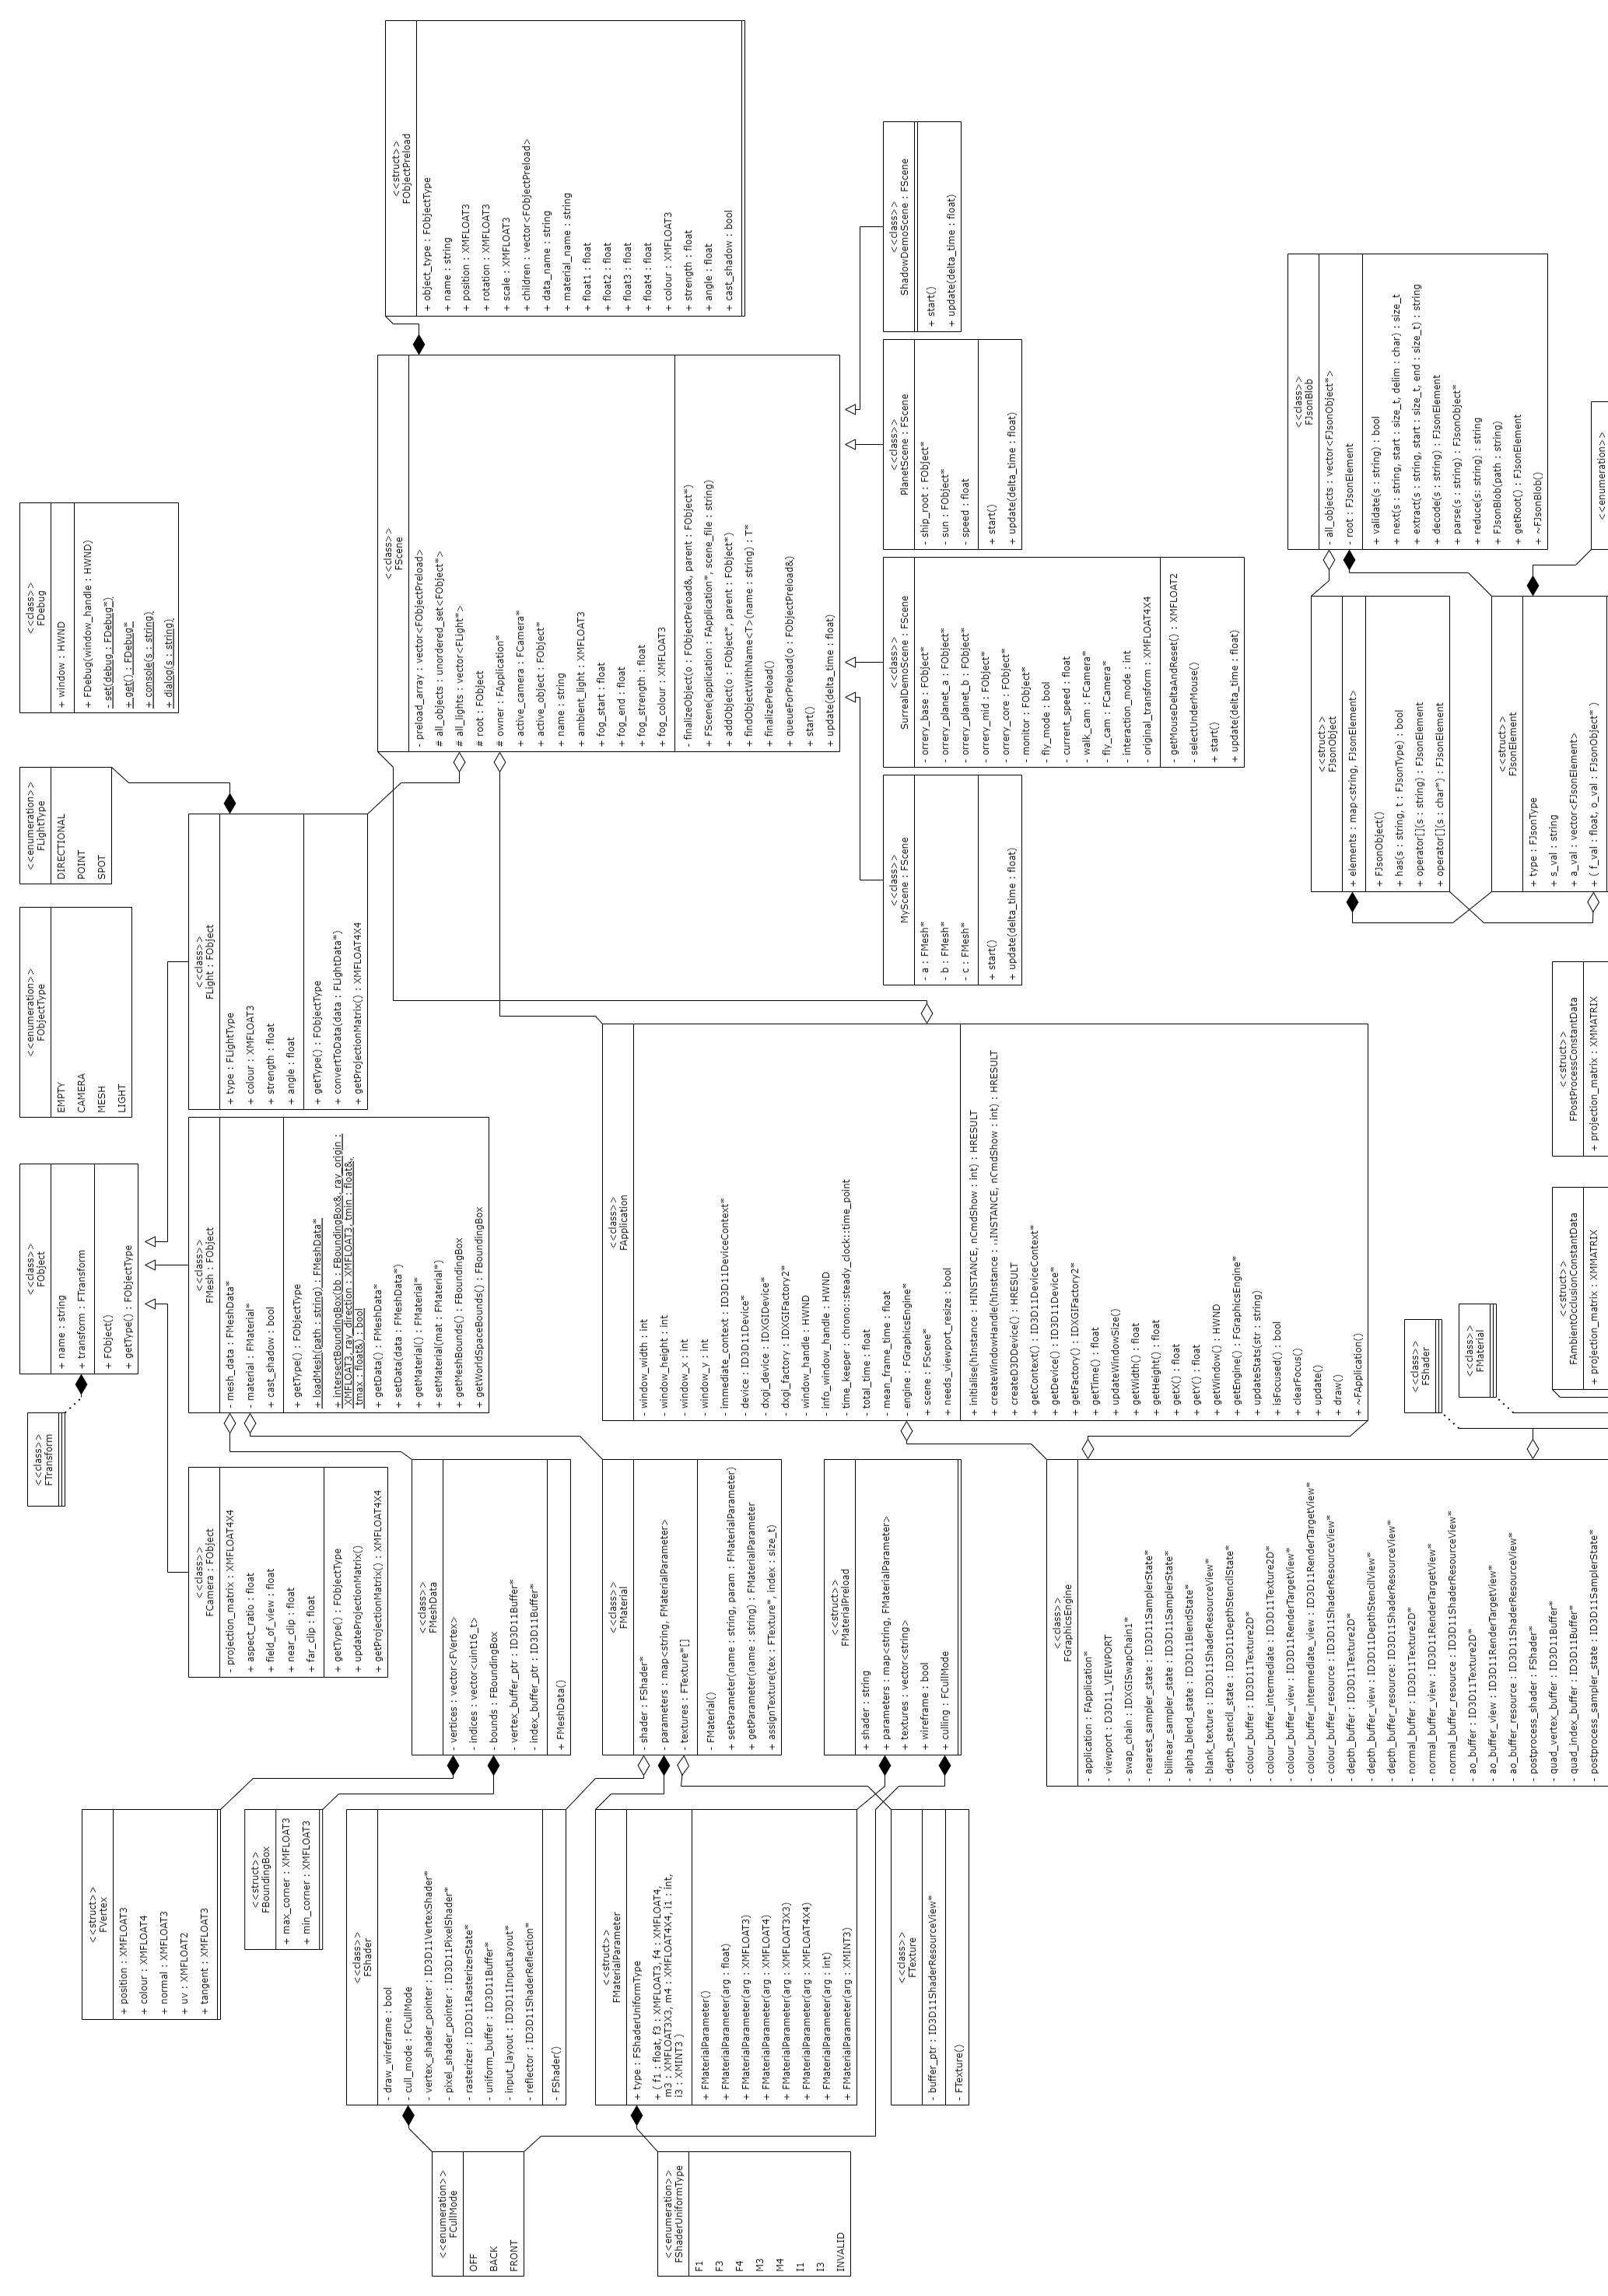 <<struct>>
FObjectPreload
+ object_type : FObjectType
+ name : string
+ position : XMFLOAT3
+ rotation : XMFLOAT3
+ scale : XMFLOAT3
+ children : vector<FObjectPreload>
+ data_name : string
+ material_name : string
+ float1 : float
+ float2 : float
+ float3 : float
+ float4 : float
+ colour : XMFLOAT3
+ strength : float
+ angle : float
+ cast_shadow : bool
<<class>>
ShadowDemoScene : FScene
+ start()
+ update(delta_time : float)
<<class>>
FDebug
+ window : HWND
+ FDebug(window_handle : HWND)
- set(debug : FDebug*)
+ get() : FDebug*
+ console(s : string)
+ dialog(s : string)
<<class>>
FScene
- preload_array : vector<FObjectPreload>
# all_objects : unordered_set<FObject*>
# all_lights : vector<FLight*>
# root : FObject
# owner : FApplication*
+ active_camera : FCamera*
+ active_object : FObject*
+ name : string
+ ambient_light : XMFLOAT3
+ fog_start : float
+ fog_end : float
+ fog_strength : float
+ fog_colour : XMFLOAT3
- finalizeObject(o : FObjectPreload&, parent : FObject*)
+ FScene(application : FApplication*, scene_file : string)
+ addObject(o : FObject*, parent : FObject*)
+ findObjectWithName<T>(name : string) : T*
+ finalizePreload()
+ queueForPreload(o : FObjectPreload&)
+ start()
+ update(delta_time : float)
<<class>>
PlanetScene : FScene
- ship_root : FObject*
- sun : FObject*
- speed : float
+ start()
+ update(delta_time : float)
<<class>>
FJsonBlob
- all_objects : vector<FJsonObject*>
- root : FJsonElement
+ validate(s : string) : bool
+ next(s : string, start : size_t, delim : char) : size_t
+ extract(s : string, start : size_t, end : size_t) : string
+ decode(s : string) : FJsonElement
+ parse(s : string) : FJsonObject*
+ reduce(s: string) : string
+ FJsonBlob(path : string)
+ getRoot() : FJsonElement
+ ~FJsonBlob()
<<enumeration>>
<<class>>
SurrealDemoScene : FScene
- orrery_base : FObject*
- orrery_planet_a : FObject*
- orrery_planet_b : FObject*
- orrery_mid : FObject*
- orrery_core : FObject*
- monitor : FObject*
- fly_mode : bool
- current_speed : float
- walk_cam : FCamera*
- fly_cam : FCamera*
- interaction_mode : int
- original_transform : XMFLOAT4X4
- getMouseDeltaAndReset() : XMFLOAT2
- selectUnderMouse()
+ start()
+ update(delta_time : float)
<<struct>>
FJsonObject
+ elements : map<string, FJsonElement>
+ FJsonObject()
+ has(s : string, t : FJsonType) : bool
+ operator[](s : string) : FJsonElement
+ operator[](s : char*) : FJsonElement
<<struct>>
FJsonElement
+ type : FJsonType
+ s_val : string
+ a_val : vector<FJsonElement>
+ ( f_val : float, o_val : FJsonObject* )
<<enumeration>>
FLightType
DIRECTIONAL
POINT
SPOT
<<class>>
MyScene : FScene
- a : FMesh*
- b : FMesh*
- c : FMesh*
+ start()
+ update(delta_time : float)
<<enumeration>>
FObjectType
EMPTY
CAMERA
MESH
LIGHT
<<class>>
FLight : FObject
+ type : FLightType
+ colour : XMFLOAT3
+ strength : float
+ angle : float
+ getType() : FObjectType
+ convertToData(data : FLightData*)
+ getProjectionMatrix() : XMFLOAT4X4
<<struct>>
FPostProcessConstantData
+ projection_matrix : XMMATRIX
<<class>>
FObject
+ name : string
+ transform : FTransform
+ FObject()
+ getType() : FObjectType
<<class>>
FMesh : FObject
- mesh_data : FMeshData*
- material : FMaterial*
+ cast_shadow : bool
+ getType() : FObjectType
+ loadMesh(path : string) : FMeshData*
+ intersectBoundingBox(bb : FBoundingBox&, ray_origin :
XMFLOAT3, ray_direction : XMFLOAT3, tmin : float&,
tmax : float&) : bool
+ getData() : FMeshData*
+ setData(data : FMeshData*)
+ getMaterial() : FMaterial*
+ setMaterial(mat : FMaterial*)
+ getMeshBounds() : FBoundingBox
+ getWorldSpaceBounds() : FBoundingBox
<<class>>
FApplication
- window_width : int
- window_height : int
- window_x : int
- window_y : int
- immediate_context : ID3D11DeviceContext*
- device : ID3D11Device*
- dxgi_device : IDXGIDevice*
- dxgi_factory : IDXGIFactory2*
- window_handle : HWND
- info_window_handle : HWND
- time_keeper : chrono::steady_clock::time_point
- total_time : float
- mean_frame_time : float
- engine : FGraphicsEngine*
+ scene : FScene*
+ needs_viewport_resize : bool
+ initialise(hInstance : HINSTANCE, nCmdShow : int) : HRESULT
+ createWindowHandle(hInstance : HINSTANCE, nCmdShow : int) : HRESULT
+ createD3DDevice() : HRESULT
+ getContext() : ID3D11DeviceContext*
+ getDevice() : ID3D11Device*
+ getFactory() : IDXGIFactory2*
+ getTime() : float
+ updateWindowSize()
+ getWidth() : float
+ getHeight() : float
+ getX() : float
+ getY() : float
+ getWindow() : HWND
+ getEngine() : FGraphicsEngine*
+ updateStats(str : string)
+ isFocused() : bool
+ clearFocus()
+ update()
+ draw()
+ ~FApplication()
<<class>>
FShader
<<class>>
FMaterial
<<struct>>
FAmbientOcclusionConstantData
+ projection_matrix : XMMATRIX
<<class>>
FTransform
<<class>>
FCamera : FObject
- projection_matrix : XMFLOAT4X4
+ aspect_ratio : float
+ field_of_view : float
+ near_clip : float
+ far_clip : float
+ getType() : FObjectType
+ updateProjectionMatrix()
+ getProjectionMatrix() : XMFLOAT4X4
<<class>>
FMeshData
- vertices : vector<FVertex>
- indices : vector<uint16_t>
- bounds : FBoundingBox
- vertex_buffer_ptr : ID3D11Buffer*
- index_buffer_ptr : ID3D11Buffer*
+ FMeshData()
<<class>>
FMaterial
- shader : FShader*
- parameters : map<string, FMaterialParameter>
- textures : FTexture*[]
- FMaterial()
+ setParameter(name : string, param : FMaterialParameter)
+ getParameter(name : string) : FMaterialParameter
+ assignTexture(tex : FTexture*, index : size_t)
<<struct>>
FMaterialPreload
+ shader : string
+ parameters : map<string, FMaterialParameter>
+ textures : vector<string>
+ wireframe : bool
+ culling : FCullMode
<<class>>
FGraphicsEngine
- application : FApplication*
- viewport : D3D11_VIEWPORT
- swap_chain : IDXGISwapChain1*
- nearest_sampler_state : ID3D11SamplerState*
- bilinear_sampler_state : ID3D11SamplerState*
- alpha_blend_state : ID3D11BlendState*
- blank_texture : ID3D11ShaderResourceView*
- depth_stencil_state : ID3D11DepthStencilState*
- colour_buffer : ID3D11Texture2D*
- colour_buffer_intermediate : ID3D11Texture2D*
- colour_buffer_view : ID3D11RenderTargetView*
- colour_buffer_intermediate_view : ID3D11RenderTargetView*
- colour_buffer_resource : ID3D11ShaderResourceView*
- depth_buffer : ID3D11Texture2D*
- depth_buffer_view : ID3D11DepthStencilView*
- depth_buffer_resource: ID3D11ShaderResourceView*
- normal_buffer : ID3D11Texture2D*
- normal_buffer_view : ID3D11RenderTargetView*
- normal_buffer_resource : ID3D11ShaderResourceView*
- ao_buffer : ID3D11Texture2D*
- ao_buffer_view : ID3D11RenderTargetView*
- ao_buffer_resource : ID3D11ShaderResourceView*
- postprocess_shader : FShader*
- quad_vertex_buffer : ID3D11Buffer*
- quad_index_buffer : ID3D11Buffer*
- postprocess_sampler_state : ID3D11SamplerState*
<<struct>>
FVertex
+ position : XMFLOAT3
+ colour : XMFLOAT4
+ normal : XMFLOAT3
+ uv : XMFLOAT2
+ tangent : XMFLOAT3
<<struct>>
FBoundingBox
+ max_corner : XMFLOAT3
+ min_corner : XMFLOAT3
<<class>>
FShader
- draw_wireframe : bool
- cull_mode : FCullMode
- vertex_shader_pointer : ID3D11VertexShader*
- pixel_shader_pointer : ID3D11PixelShader*
- rasterizer : ID3D11RasterizerState*
- uniform_buffer : ID3D11Buffer*
- input_layout : ID3D11InputLayout*
- reflector : ID3D11ShaderReflection*
- FShader()
<<struct>>
FMaterialParameter
+ type : FShaderUniformType
+ ( f1 : float, f3 : XMFLOAT3, f4 : XMFLOAT4,
m3 : XMFLOAT3X3, m4 : XMFLOAT4X4, i1 : int,
i3 : XMINT3 )
+ FMaterialParameter()
+ FMaterialParameter(arg : float)
+ FMaterialParameter(arg : XMFLOAT3)
+ FMaterialParameter(arg : XMFLOAT4)
+ FMaterialParameter(arg : XMFLOAT3X3)
+ FMaterialParameter(arg : XMFLOAT4X4)
+ FMaterialParameter(arg : int)
+ FMaterialParameter(arg : XMINT3)
<<class>>
FTexture
- buffer_ptr : ID3D11ShaderResourceView*
- FTexture()
<<enumeration>>
FCullMode
OFF
BACK
FRONT
<<enumeration>>
FShaderUniformType
F1
F3
F4
M3
M4
I1
I3
INVALID